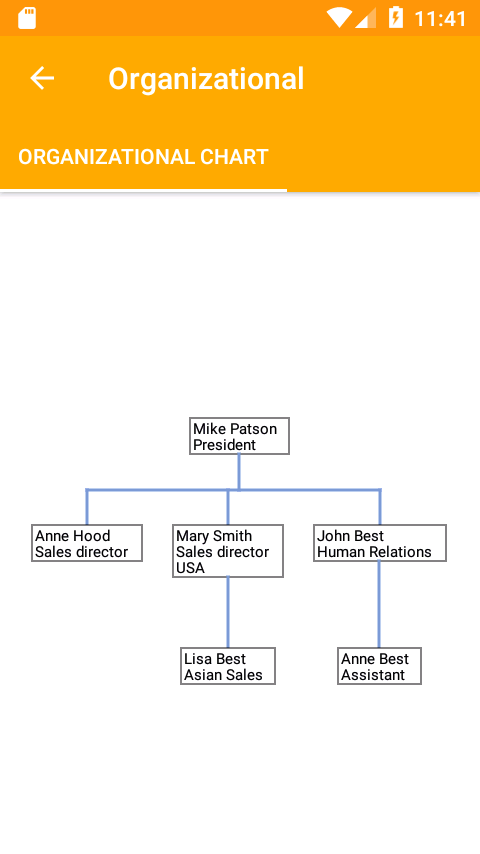 11:41
Organizational
ORGANIZATIONAL CHART
Mike Patson
President
Anne Hood
Sales director
Mary Smith
Sales director
USA
John Best
Human Relations
Lisa Best
Asian Sales
Anne Best
Assistant